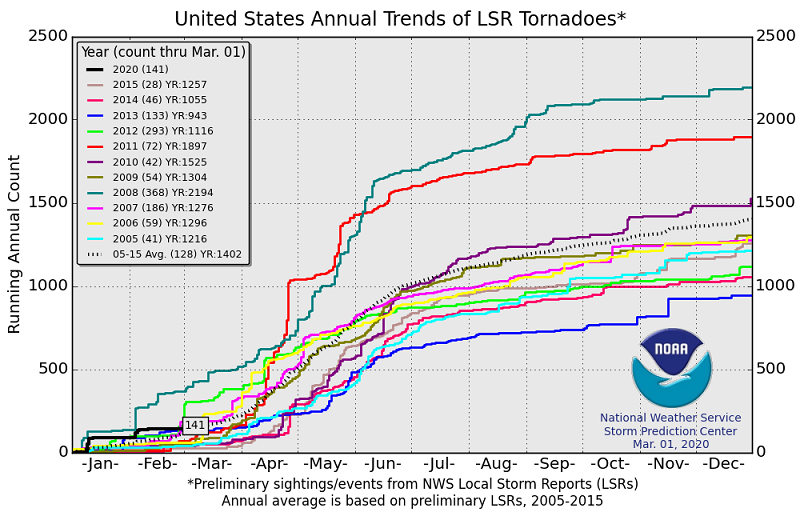 United States Annual Trends of LSR Tornadoes*
2500 2500
Year (count thru Mar. 01)
2020 (141)
2015 (28) YR:1257
2014 (46) YR:1055
2013 (133) YR:943
2012 (293) YR:1116
2011 (72) YR:1897
2010 (42) YR:1525
2009 (54) YR:1304
2008 (368) YR:2194
2007 (186) YR:1276
2006 (59) YR:1296
2005 (41) YR:1216
05-15 Avg. (128) YR:1402
2000 2000
1500 1500
Running Annual Count
1000 1000
500 500
141
NOAA
National Weather Service
Storm Prediction Center
Mar. 01, 2020
0 0
-Jan- -Feb- -Mar- -Apr- -May- -Jun- -Jul- -Aug- -Sep- -Oct- -Nov- -Dec-
*Preliminary sightings/events from NWS Local Storm Reports (LSRs)
Annual average is based on preliminary LSRs, 2005-2015